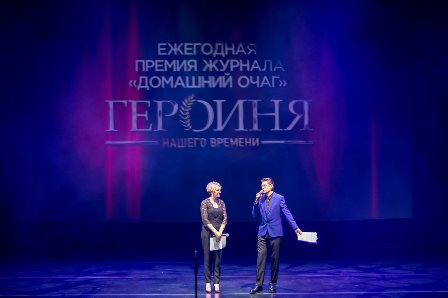 ЕЖЕГОДНАЯ
ПРЕМИЯ ЖУРНАЛА
«ДОМАШНИЙ ОЧАГ»
ГЕРОИНЯ
НАШЕГО ВРЕМЕНИ